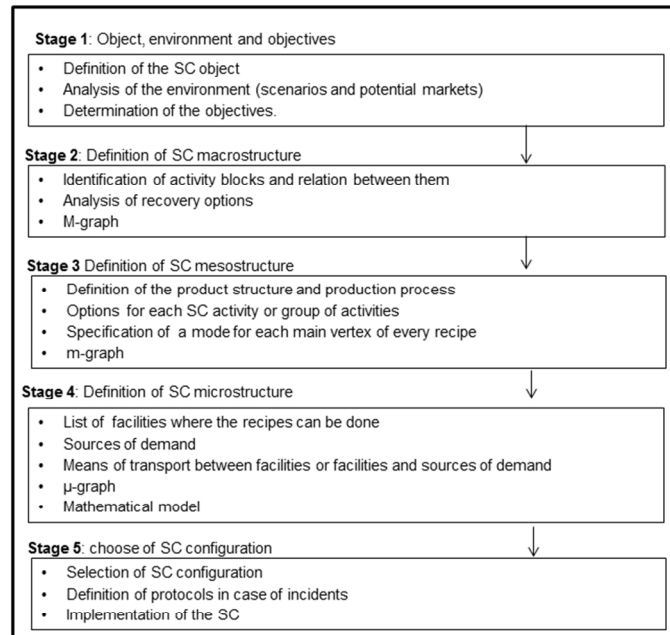 Stage 1: Object, environment and objectives
• Definition of the SC object
• Analysis of the environment (scenarios and potential markets)
• Determination of the objectives.
Stage 2: Definition of SC macrostructure
• Identification of activity blocks and relation between them
• Analysis of recovery options
• M-graph
Stage 3 Definition of SC mesostructure
• Definition of the product structure and production process
• Options for each SC activity or group of activities
• Specification of a mode for each main vertex of every recipe
• m-graph
Stage 4: Definition of SC microstructure
• List of facilities where the recipes can be done
• Sources of demand
• Means of transport between facilities or facilities and sources of demand
• μ-graph
• Mathematical model
Stage 5: choose of SC configuration
• Selection of SC configuration
• Definition of protocols in case of incidents
• Implementation of the SC